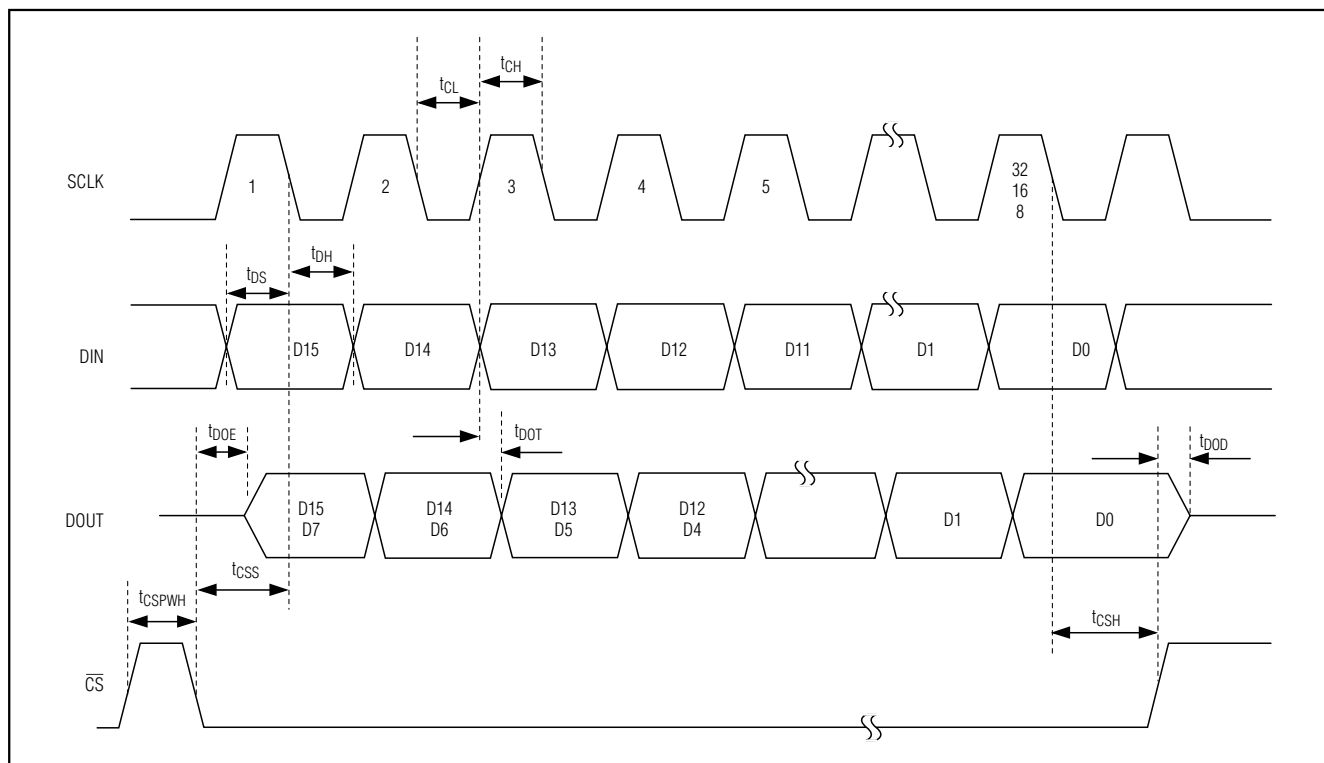 tCL
tCH
SCLK
1
2
3
4
5
32
16
8
tDS
tDH
DIN
D15
D14
D13
D12
D11
D1
D0
tDOE
tDOT
tDOD
DOUT
D15
D7
D14
D6
D13
D5
D12
D4
D1
D0
tCSPWH
tCSS
tCSH
CS